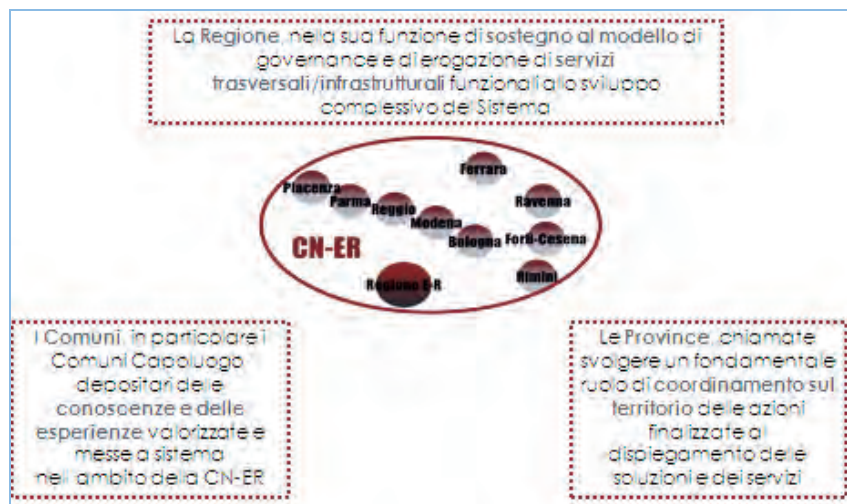 La Regione, nella sua funzione di sostegno al modello di
governance e di erogazione di servizi
trasversali/infrastrutturali funzionali allo sviluppo
complessivo del Sistema
Ferrara
Piacenza
Parma
Reggio
Modena
Bologna
Ravenna
Forlì-Cesena
Rimini
CN-ER
Regione E-R
I Comuni, in particolare i
Comuni Capoluogo
depositari delle
conoscenze e delle
esperienze valorizzate e
messe a sistema
nell'ambito della CN-ER
Le Province, chiamate
svolgere un fondamentale
ruolo di coordinamento sul
territorio delle azioni
finalizzate al
dispiegamento delle
soluzioni e dei servizi